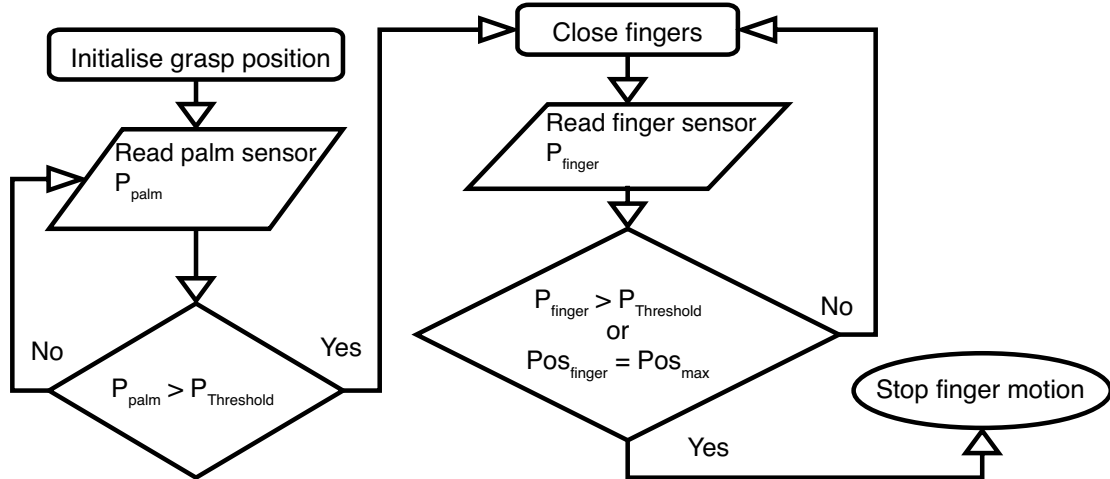 Initialise grasp position
Read palm sensor
P_palm
No
Yes
P_palm > P_Threshold
Close fingers
Read finger sensor
P_finger
P_finger > P_Threshold
or
Pos_finger = Pos_max
No
Yes
Stop finger motion